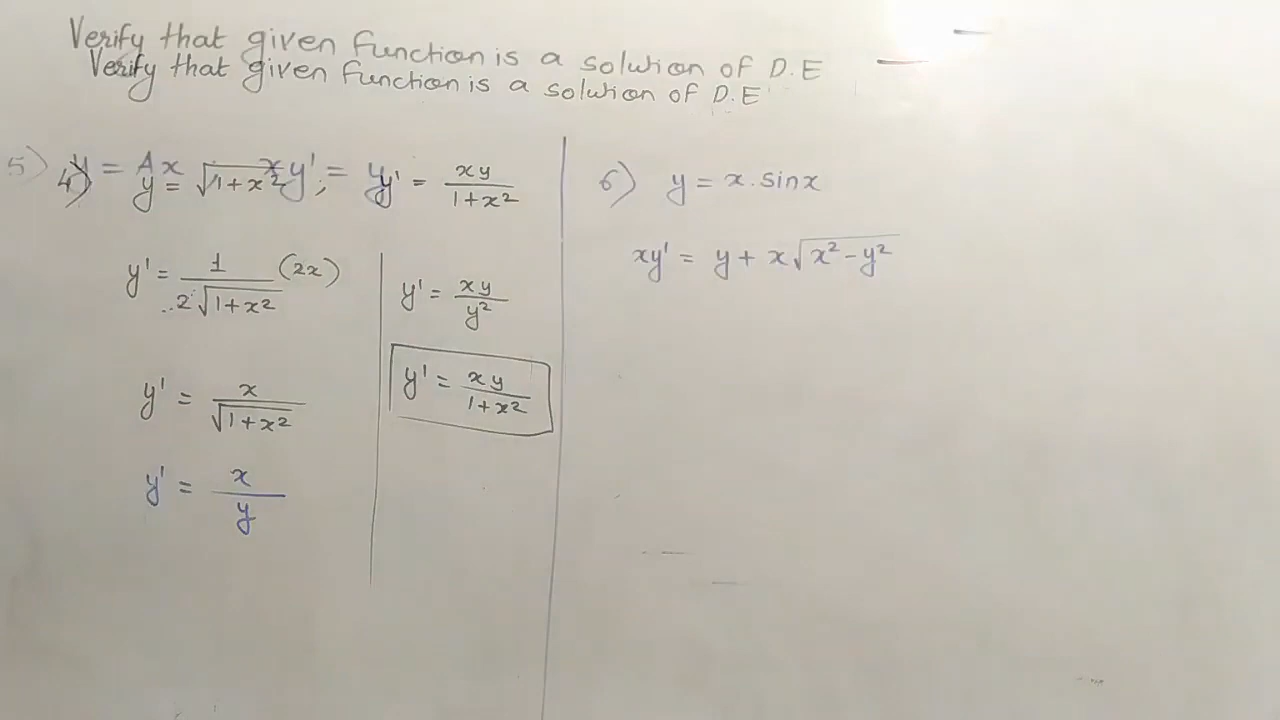 Verify that given function is a solution of D.E
Verify that given function is a solution of D.E
5) y = Ax xy' = y
4) y = √1+x² ; y' = xy/1+x²
y' = 1/2√1+x² (2x)
y' = x/√1+x²
y' = x/y
y' = xy/y²
y' = xy/1+x²
6) y = x.sinx
xy' = y + x√x²-y²